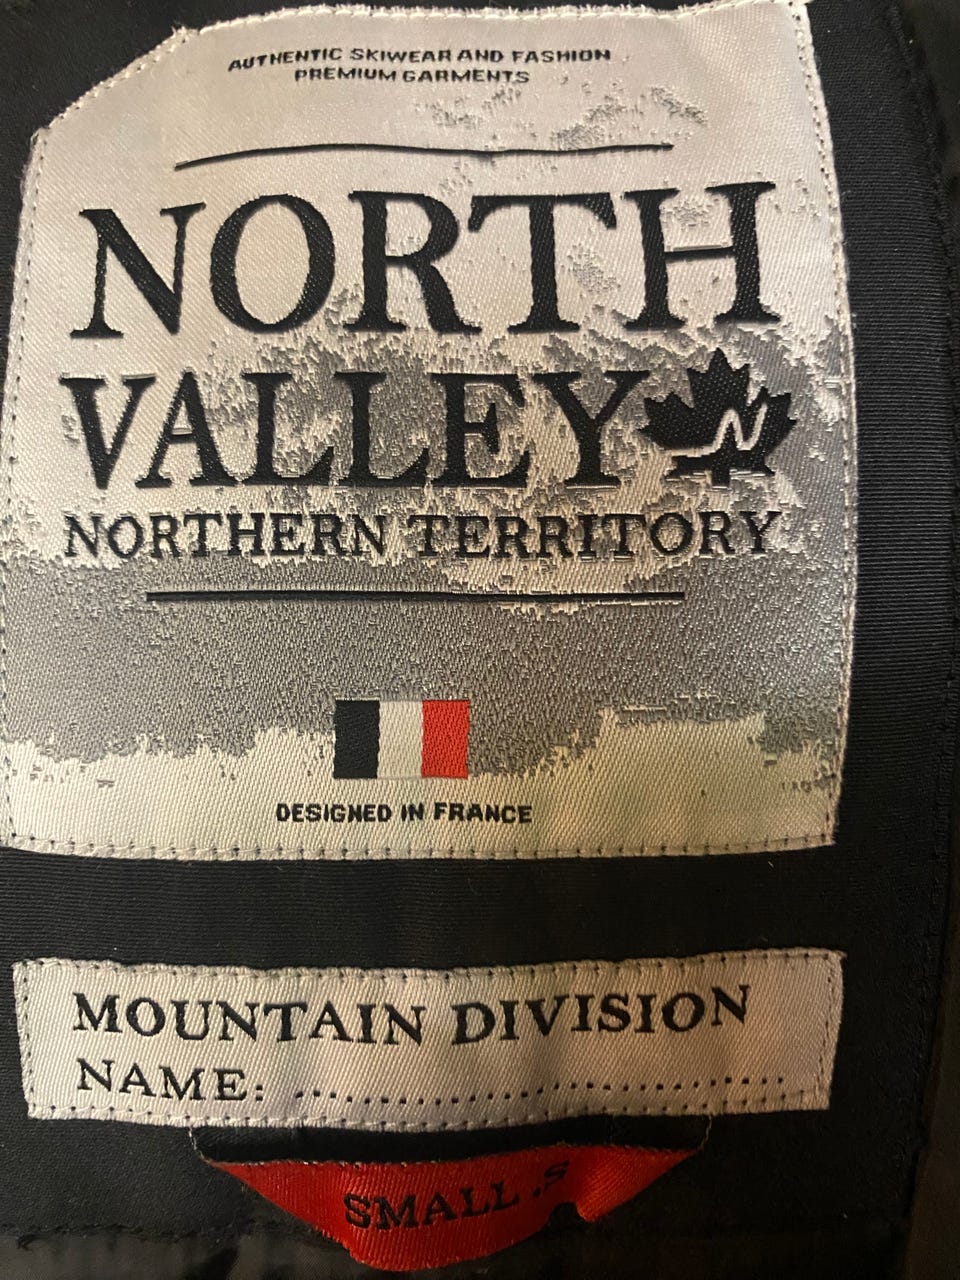 AUTHENTIC SKIWEAR AND FASHION
PREMIUM GARMENTS
NORTH
VALLEY
NORTHERN TERRITORY
DESIGNED IN FRANCE
MOUNTAIN DIVISION
NAME: ........................................
SMALL .S